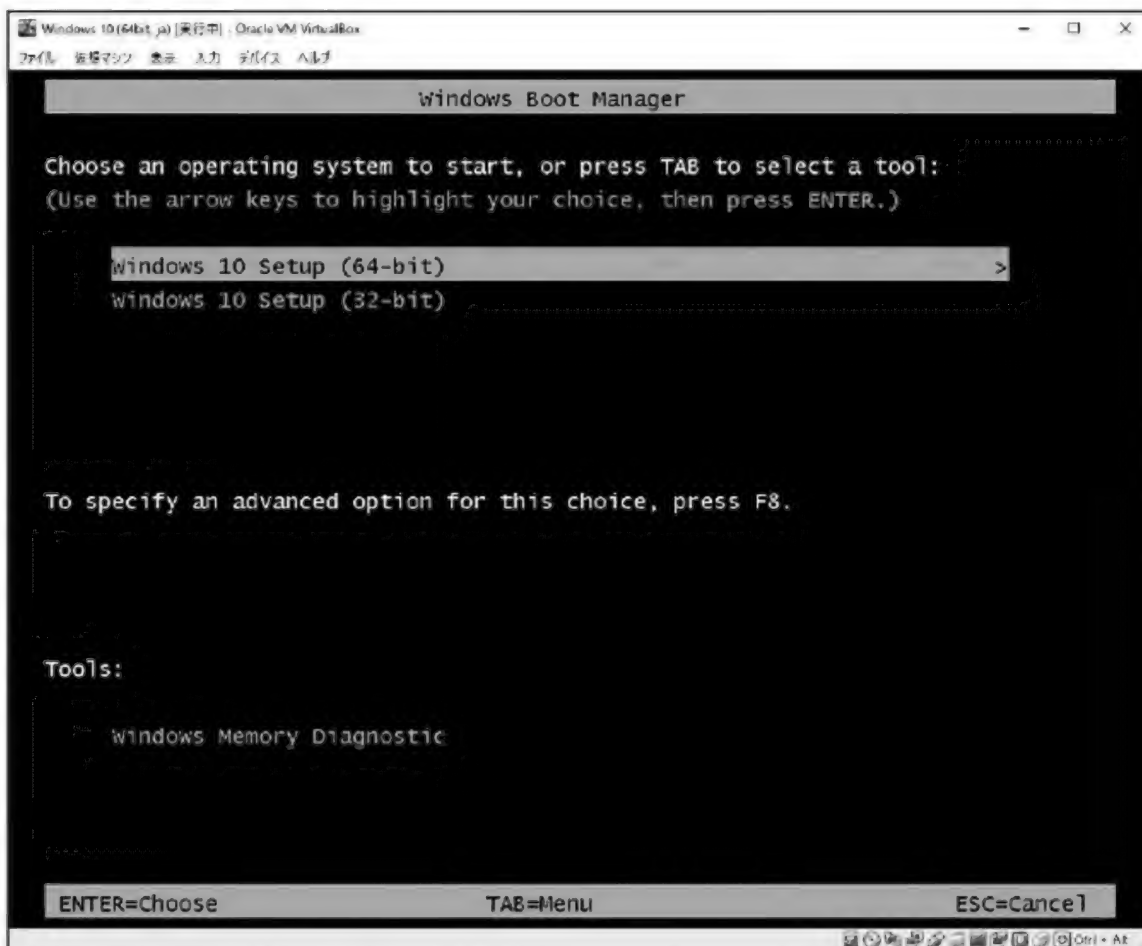 Windows 10 (64bit, ja) [実行中] - Oracle VM VirtualBox
ファイル 仮想マシン 表示 入力 デバイス ヘルプ
Windows Boot Manager
Choose an operating system to start, or press TAB to select a tool:
(Use the arrow keys to highlight your choice, then press ENTER.)
Windows 10 Setup (64-bit) >
Windows 10 Setup (32-bit)
To specify an advanced option for this choice, press F8.
Tools:
Windows Memory Diagnostic
ENTER=Choose TAB=Menu ESC=Cancel
Ctrl + Alt